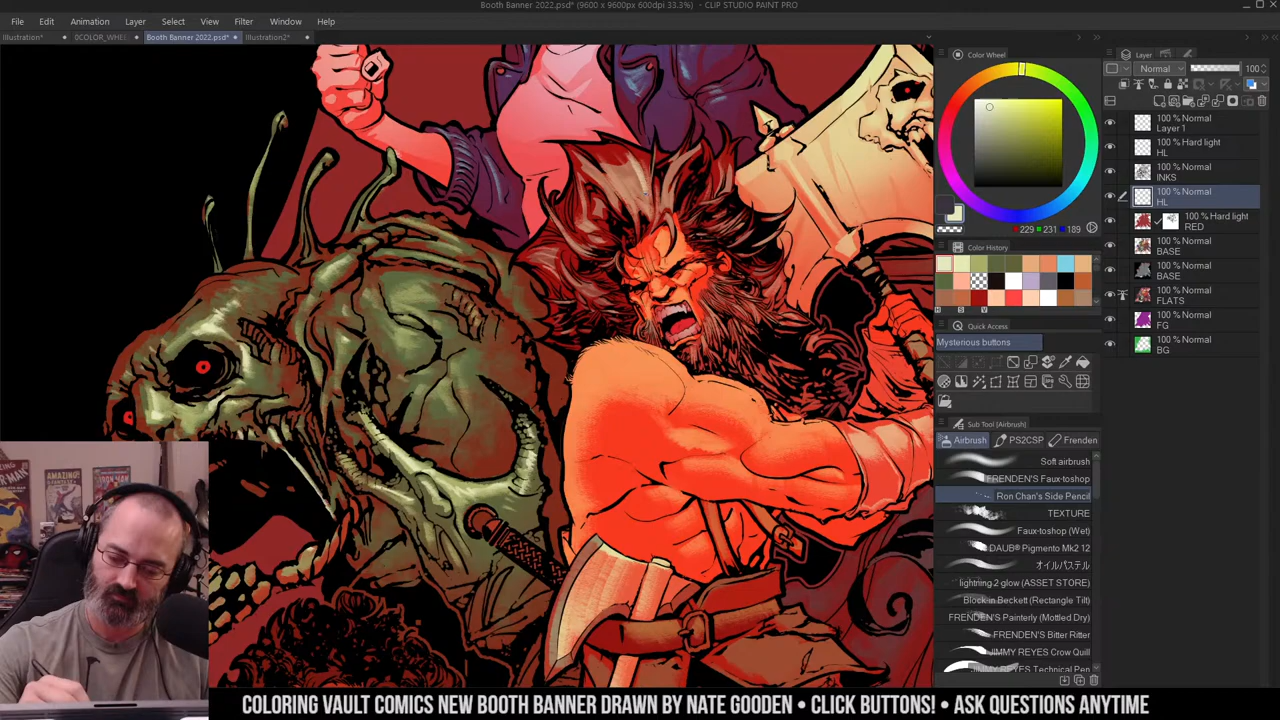 Booth Banner 2022.psd* (9600 x 9600px 600dpi 33.3%) - CLIP STUDIO PAINT PRO
File Edit Animation Layer Select View Filter Window Help
Illustration* 0COLOR_WHE Booth Banner 2022.psd* Illustration2*
Color Wheel
229 231 189
Color History
H S V
Quick Access
Mysterious buttons
Sub Tool [Airbrush]
Airbrush PS2CSP Frenden
Soft airbrush
FRENDEN'S Faux-toshop
Ron Chan's Side Pencil
TEXTURE
Faux-toshop (Wet)
DAUB® Pigmento Mk2 12
オイルパステル
lightning 2 glow (ASSET STORE)
Block-in Beckett (Rectangle Tilt)
FRENDEN'S Painterly (Mottled Dry)
FRENDEN'S Bitter Ritter
JIMMY REYES Crow Quill
JIMMY REYES Technical Pen
Layer
Normal 100
100 % Normal
Layer 1
100 % Hard light
HL
100 % Normal
INKS
100 % Normal
HL
100 % Hard light
RED
100 % Normal
BASE
100 % Normal
BASE
100 % Normal
FLATS
100 % Normal
FG
100 % Normal
BG
AMAZING
COLORING VAULT COMICS NEW BOOTH BANNER DRAWN BY NATE GOODEN • CLICK BUTTONS! • ASK QUESTIONS ANYTIME